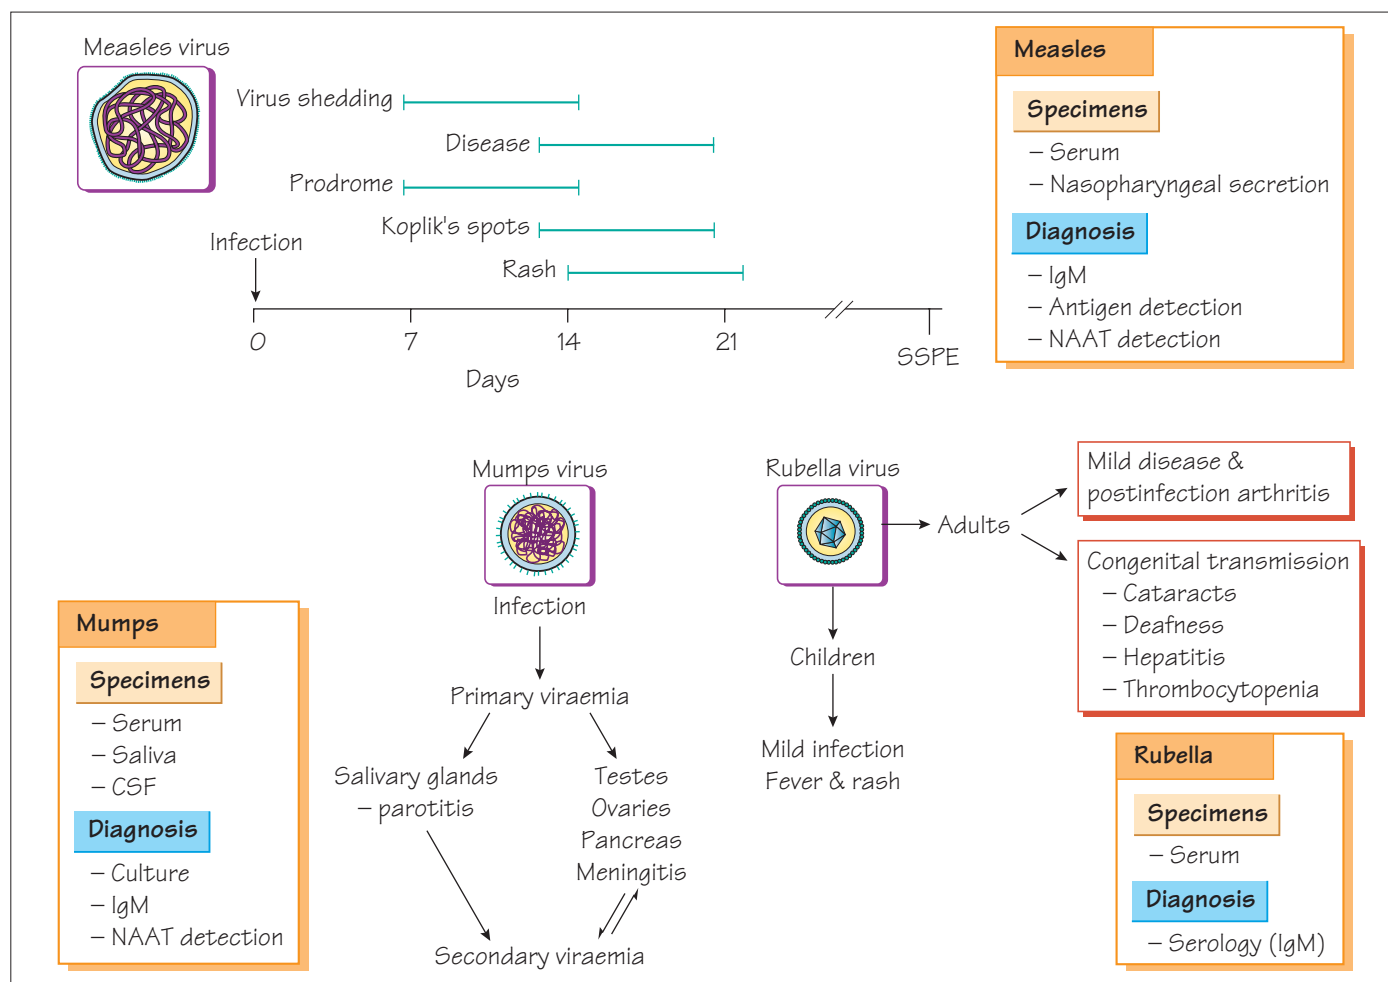 Measles virus
Virus shedding
Disease
Prodrome
Koplik's spots
Rash
Infection
0
7
14
21
SSPE
Days
Measles
Specimens
– Serum
– Nasopharyngeal secretion
Diagnosis
– IgM
– Antigen detection
– NAAT detection
Mumps virus
Infection
Primary viraemia
Salivary glands
– parotitis
Testes
Ovaries
Pancreas
Meningitis
Secondary viraemia
Mumps
Specimens
– Serum
– Saliva
– CSF
Diagnosis
– Culture
– IgM
– NAAT detection
Rubella virus
Adults
Mild disease &
postinfection arthritis
Congenital transmission
– Cataracts
– Deafness
– Hepatitis
– Thrombocytopenia
Children
Mild infection
Fever & rash
Rubella
Specimens
– Serum
Diagnosis
– Serology (IgM)